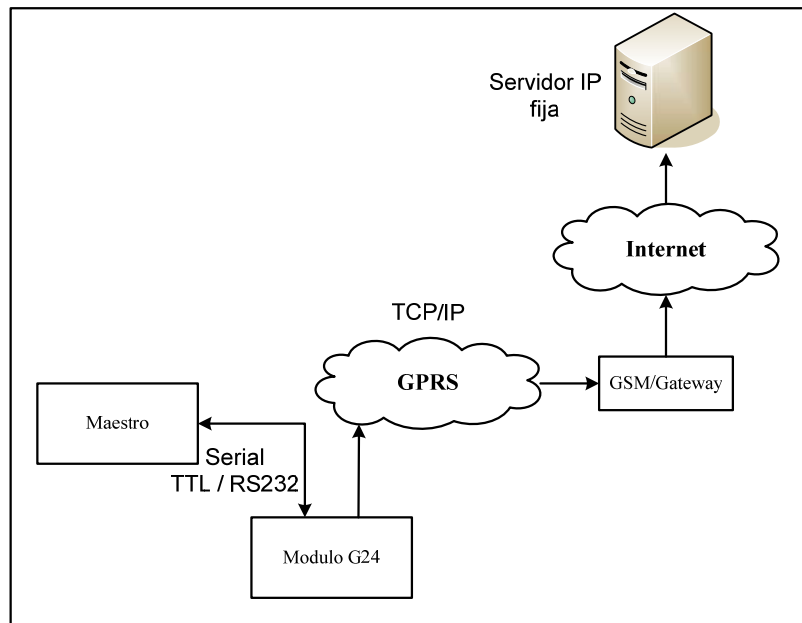 Servidor IP
fija
Internet
TCP/IP
GPRS
GSM/Gateway
Maestro
Serial
TTL / RS232
Modulo G24